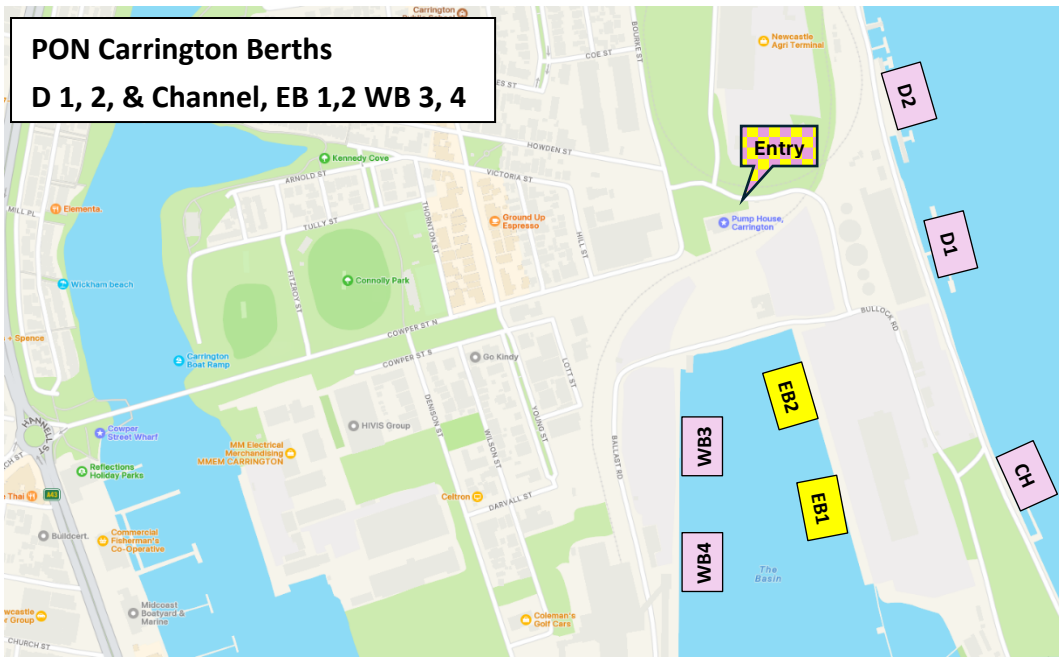 PON Carrington Berths
D 1, 2, & Channel, EB 1,2 WB 3, 4
Carrington
BOURKE ST
COE ST
Newcastle
Agri Terminal
D2
HOWDEN ST
Entry
Kennedy Cove
ARNOLD ST
VICTORIA ST
MILL PL
Elementa
TULLY ST
THORNTON ST
Ground Up
Espresso
HILL ST
Pump House,
Carrington
D1
Wickham beach
FITZROY ST
Connolly Park
BULLOCK RD
COWPER ST N
+ Spence
Carrington
Boat Ramp
COWPER ST S
Go Kindy
LOTT ST
EB2
HANNELL ST
Cowper
Street Wharf
DENISON ST
HIVIS Group
WILSON ST
YOUNG ST
BALLAST RD
WB3
MM Electrical
Merchandising
MMEM CARRINGTON
CH
Reflections
Holiday Parks
Thai
A43
Celtron
DARVALL ST
EB1
Buildcert.
Commercial
Fisherman's
Co-Operative
WB4
The
Basin
Midcoast
Boatyard &
Marine
Coleman's
Golf Cars
Group
CHURCH ST